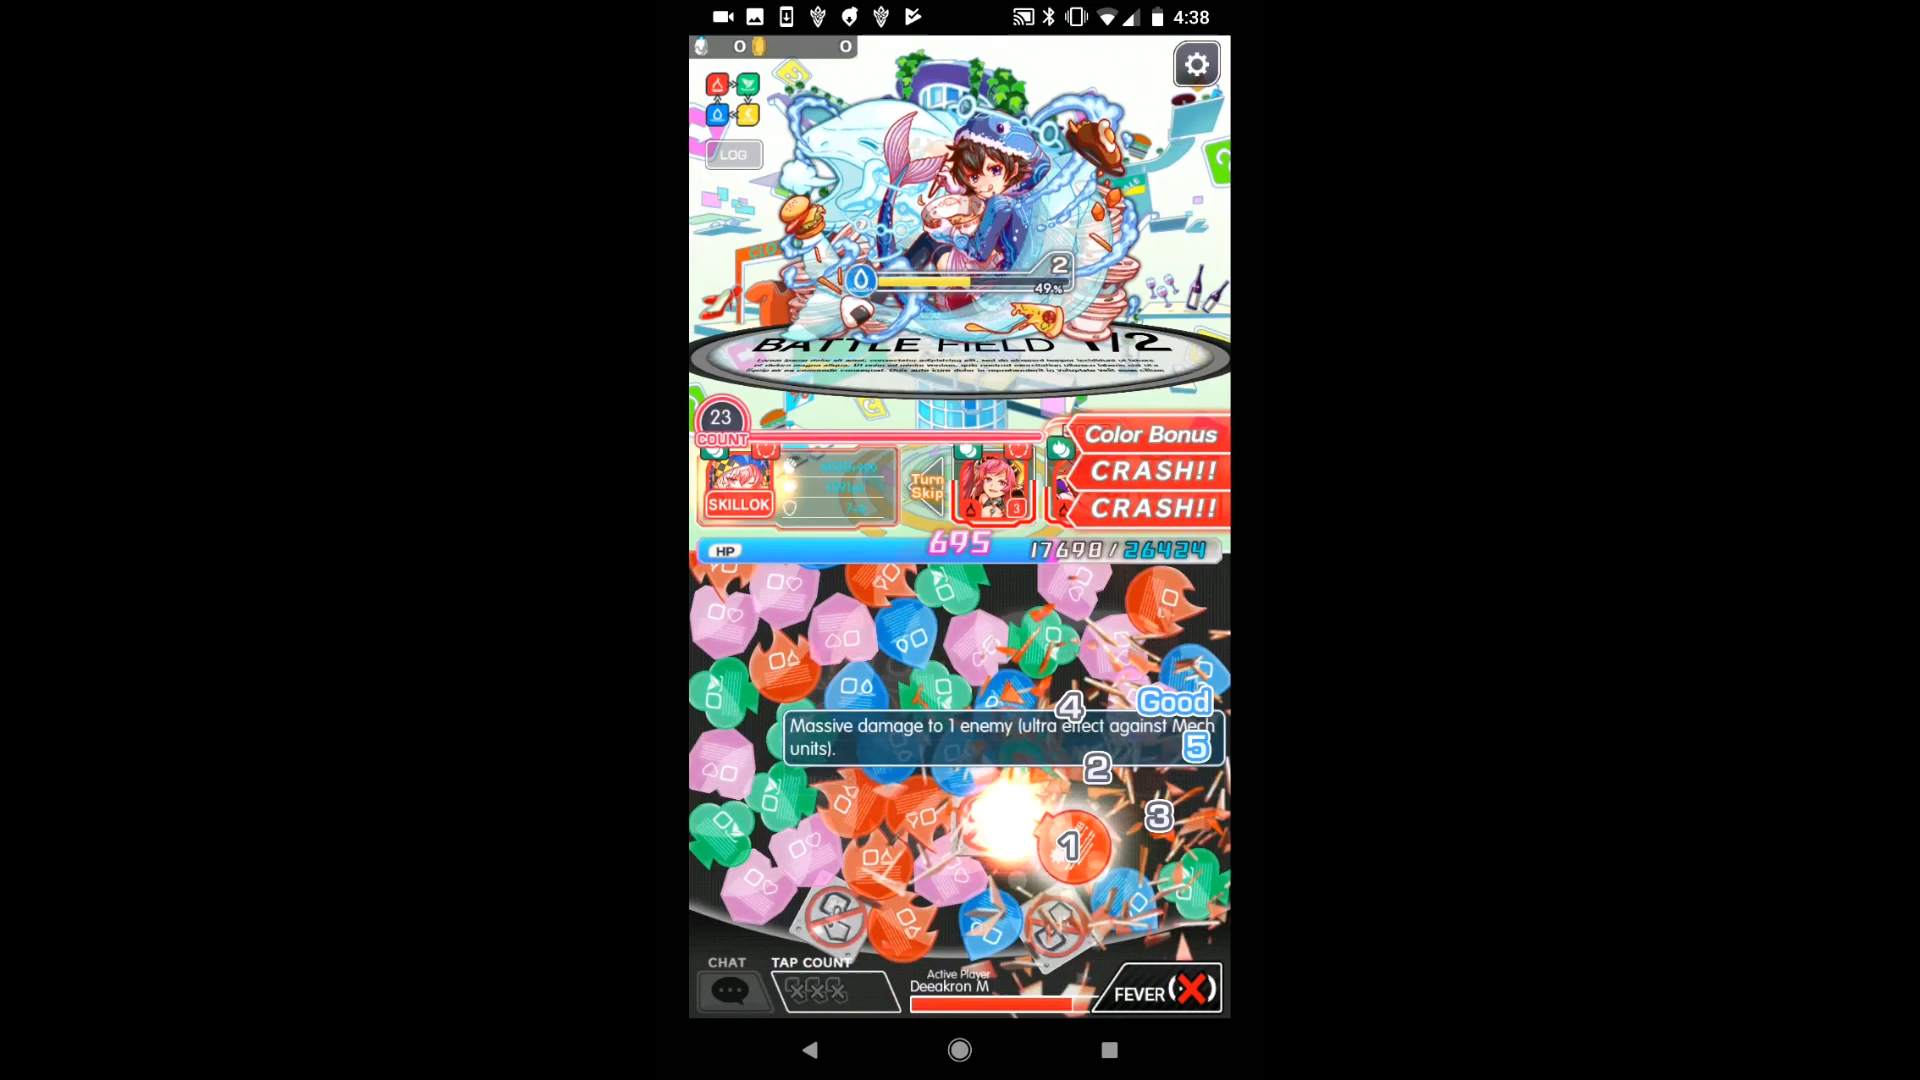 4:38
0
0
LOG
2
49%
BATTLE FIELD 112
23
COUNT
Color Bonus
CRASH!!
CRASH!!
SKILLOK
Turn
Skip
3
HP
695
17698/26424
4
Good
Massive damage to 1 enemy (ultra effect against Mech
units).
5
2
3
1
CHAT
TAP COUNT
Active Player
Deeakron M
FEVER